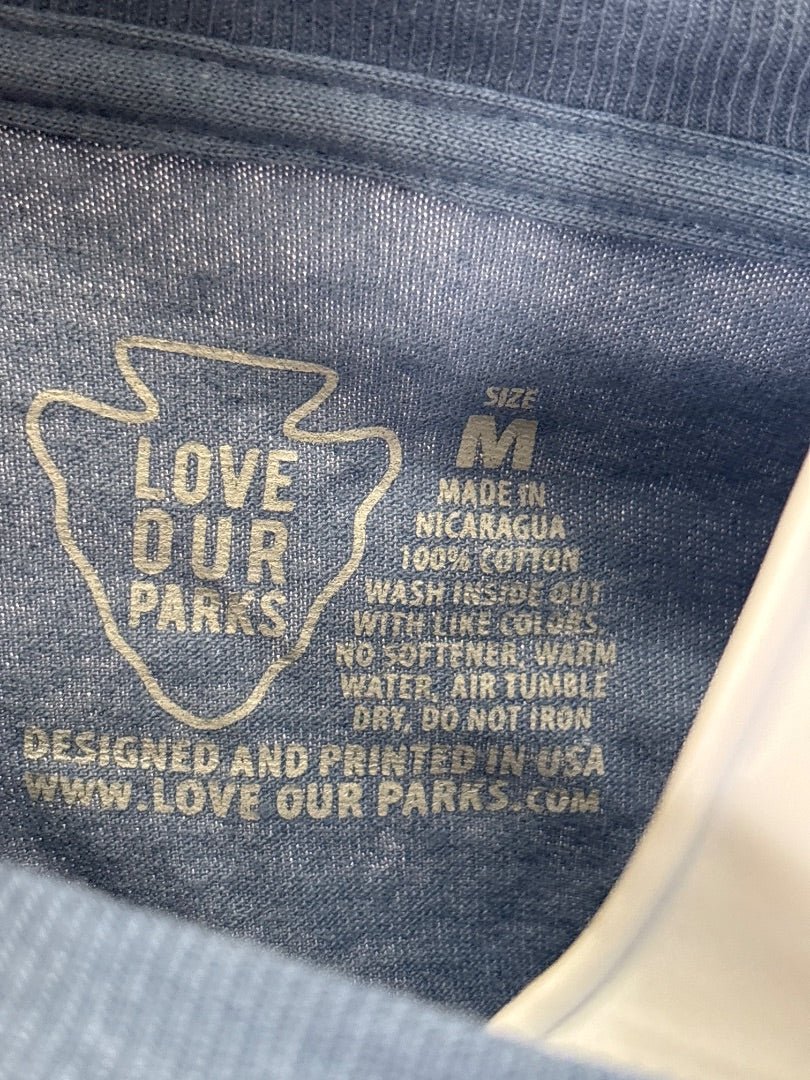 LOVE
OUR
PARKS
SIZE
M
MADE IN
NICARAGUA
100% COTTON
WASH INSIDE OUT
WITH LIKE COLORS,
NO SOFTENER, WARM
WATER, AIR TUMBLE
DRY, DO NOT IRON
DESIGNED AND PRINTED IN USA
WWW.LOVE OUR PARKS.COM